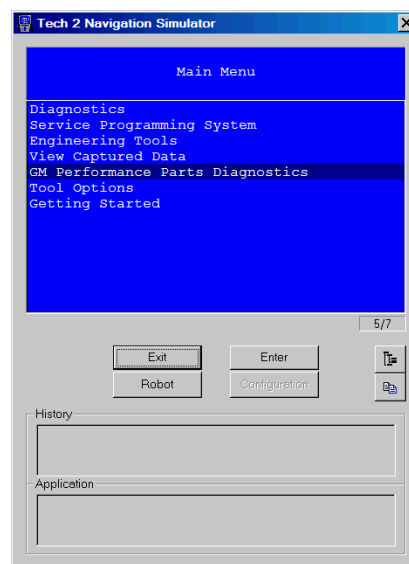 Tech 2 Navigation Simulator
Main Menu
Diagnostics
Service Programming System
Engineering Tools
View Captured Data
GM Performance Parts Diagnostics
Tool Options
Getting Started
5/7
Exit
Enter
Robot
Configuration
History
Application